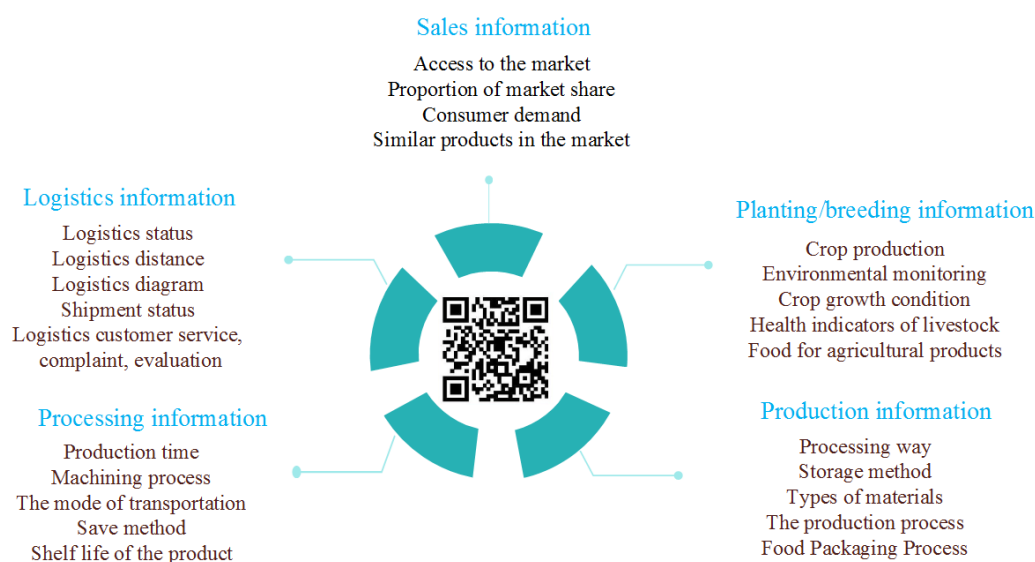 Sales information
Access to the market
Proportion of market share
Consumer demand
Similar products in the market
Logistics information
Logistics status
Logistics distance
Logistics diagram
Shipment status
Logistics customer service,
complaint, evaluation
Planting/breeding information
Crop production
Environmental monitoring
Crop growth condition
Health indicators of livestock
Food for agricultural products
Processing information
Production time
Machining process
The mode of transportation
Save method
Shelf life of the product
Production information
Processing way
Storage method
Types of materials
The production process
Food Packaging Process